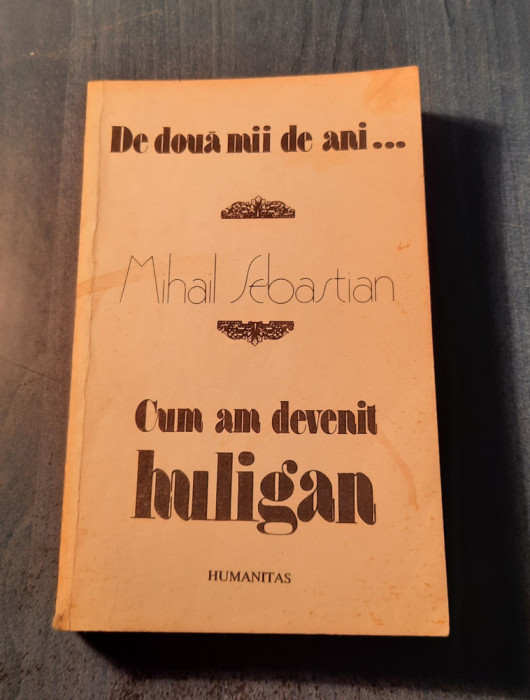 De două mii de ani...
Mihail Sebastian
Cum am devenit
huligan
HUMANITAS